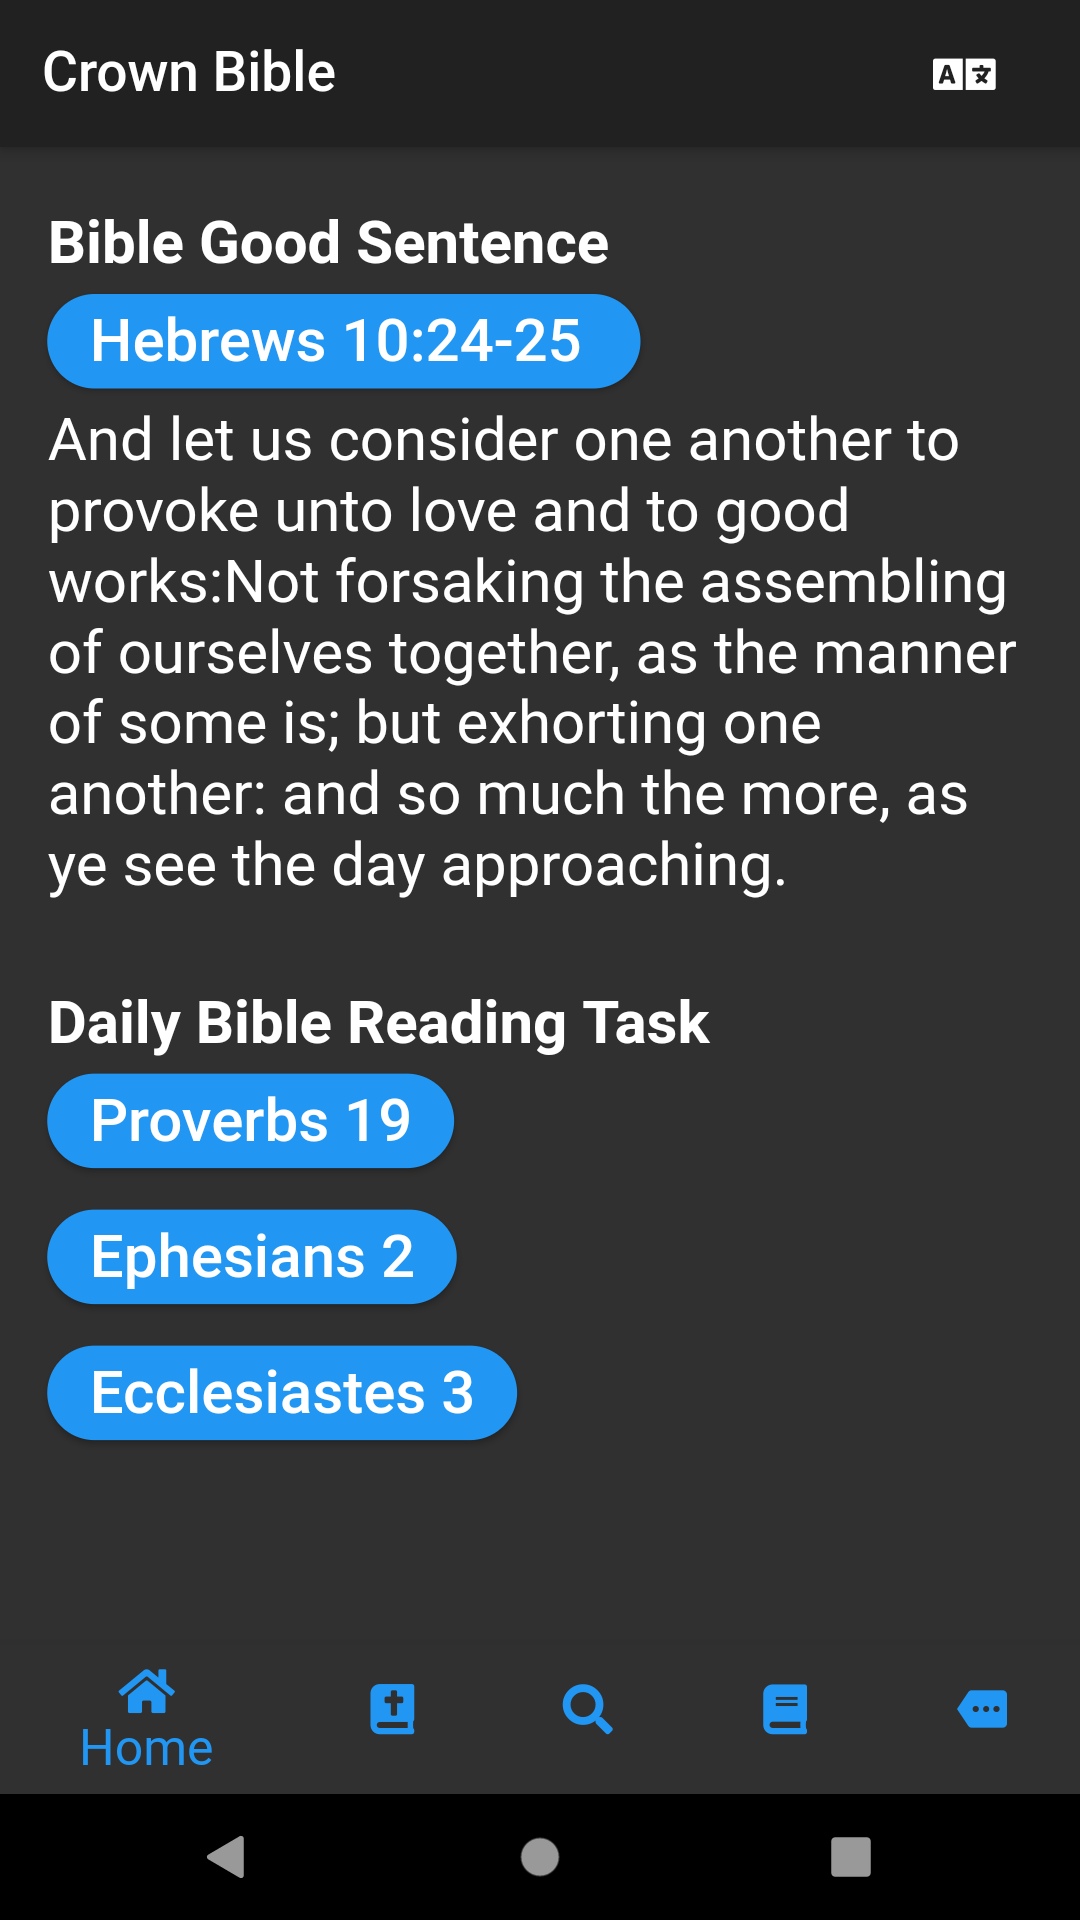 Crown Bible
A 文
Bible Good Sentence
Hebrews 10:24-25
And let us consider one another to
provoke unto love and to good
works:Not forsaking the assembling
of ourselves together, as the manner
of some is; but exhorting one
another: and so much the more, as
ye see the day approaching.
Daily Bible Reading Task
Proverbs 19
Ephesians 2
Ecclesiastes 3
Home